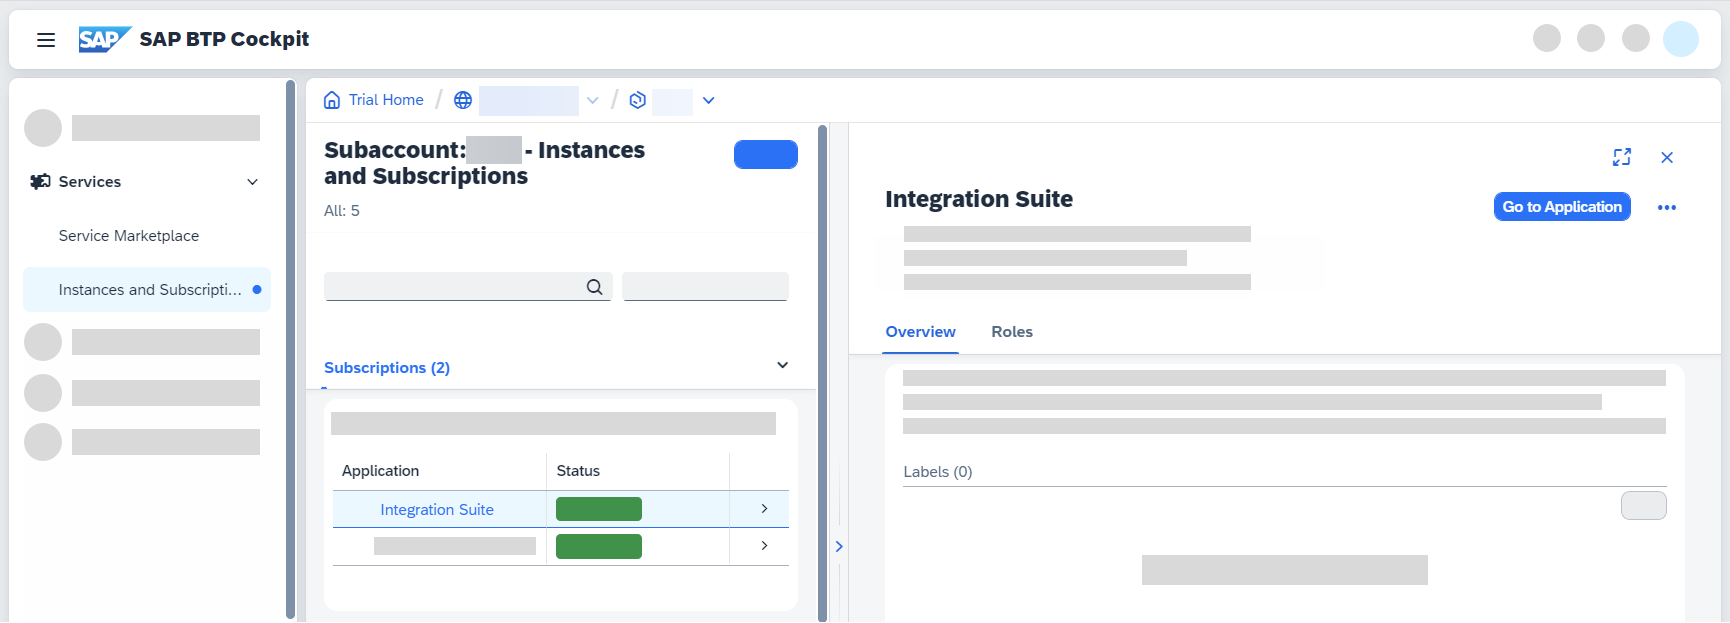 SAP SAP BTP Cockpit
Trial Home / /
Services
Service Marketplace
Instances and Subscripti...
Subaccount: - Instances
and Subscriptions
All: 5
Subscriptions (2)
Application Status
Integration Suite
Integration Suite
Go to Application
Overview Roles
Labels (0)